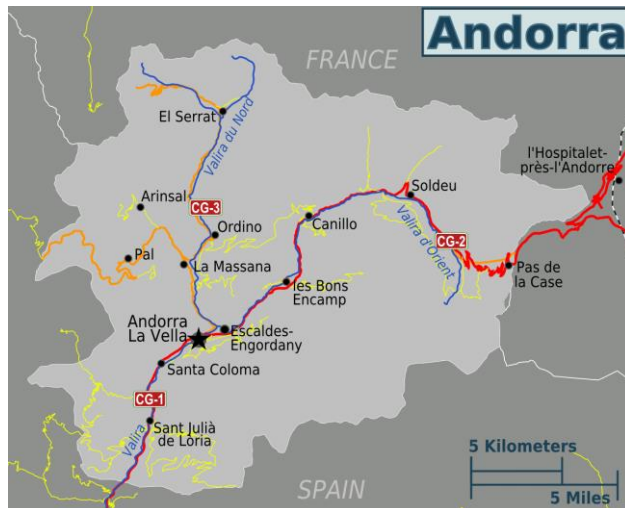 Andorra
FRANCE
El Serrat
Valira du Nord
l'Hospitalet-
près-l'Andorre
Arinsal
CG-3
Soldeu
Ordino
Canillo
Valira d'Orient
CG-2
Pal
La Massana
Pas de
la Case
les Bons
Encamp
Andorra
La Vella
Escaldes-
Engordany
Santa Coloma
CG-1
Valira
Sant Julià
de Lòria
5 Kilometers
5 Miles
SPAIN